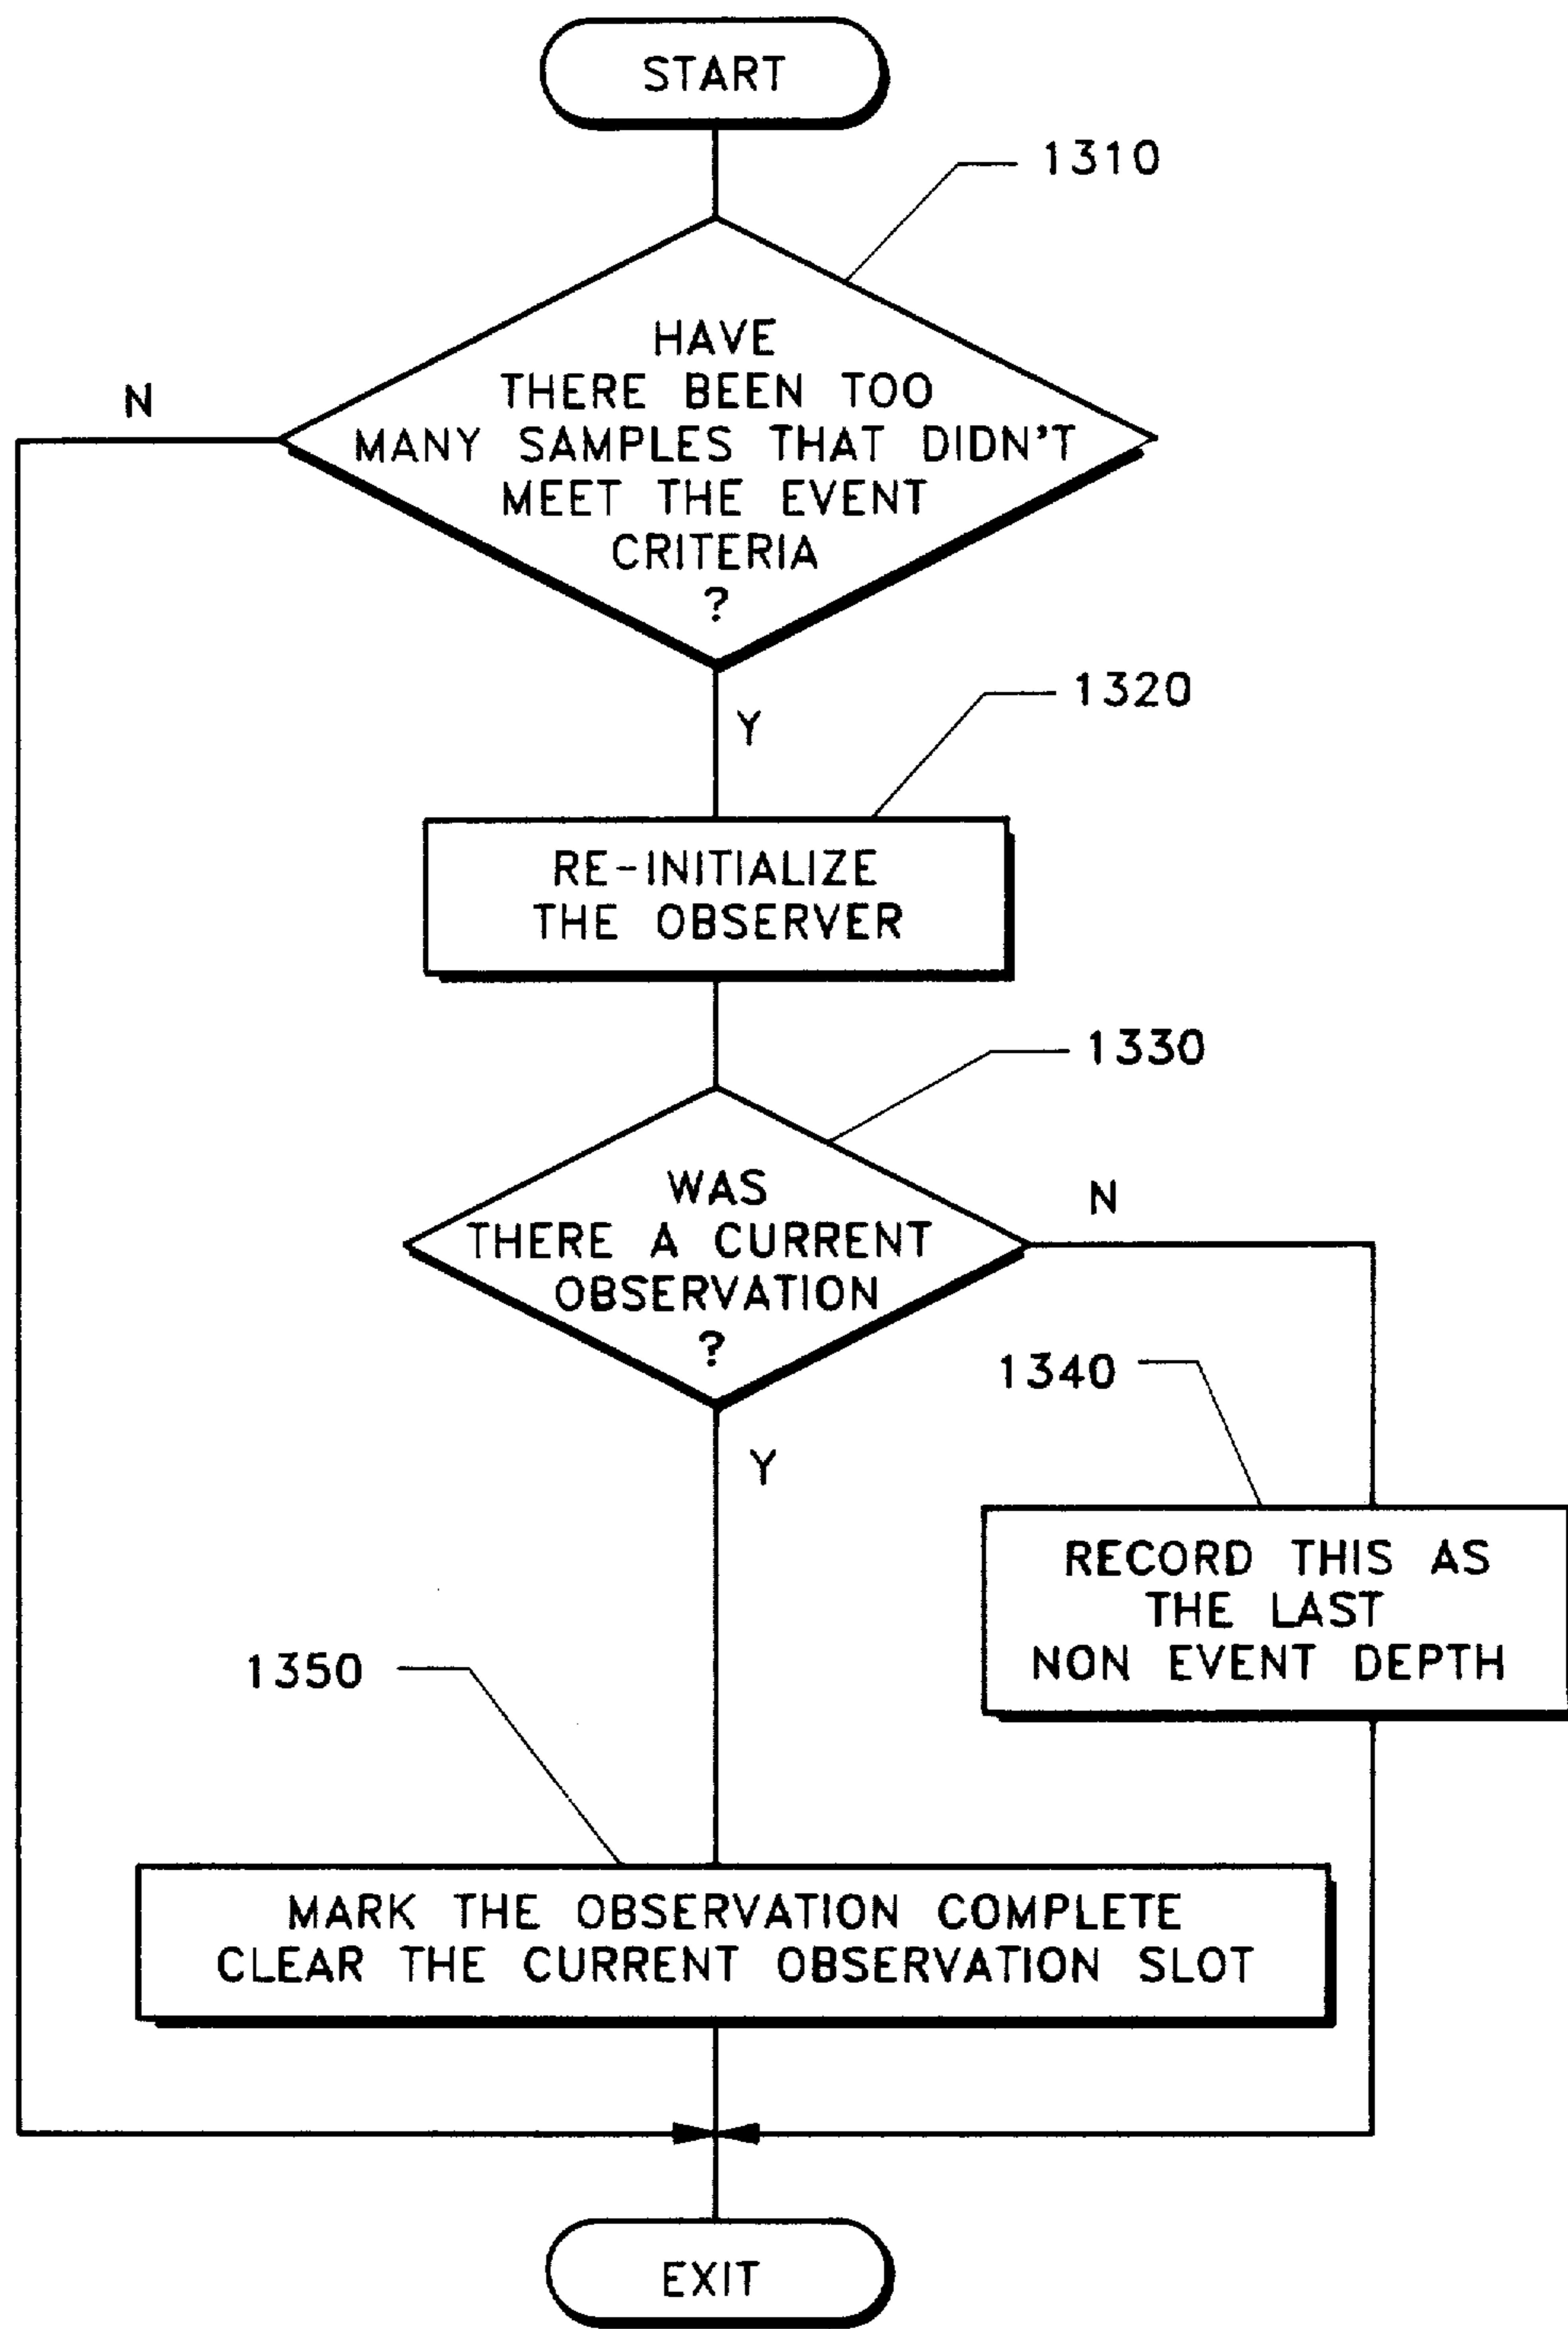 START
1310
HAVE
THERE BEEN TOO
MANY SAMPLES THAT DIDN'T
MEET THE EVENT
CRITERIA
?
N
Y
1320
RE-INITIALIZE
THE OBSERVER
1330
WAS
THERE A CURRENT
OBSERVATION
?
N
Y
1340
RECORD THIS AS
THE LAST
NON EVENT DEPTH
1350
MARK THE OBSERVATION COMPLETE
CLEAR THE CURRENT OBSERVATION SLOT
EXIT